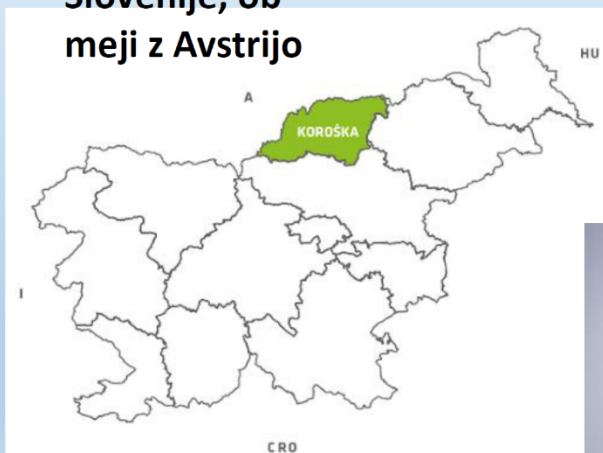 Slovenije, ob
meji z Avstrijo
HU
A
KOROŠKA
I
CRO